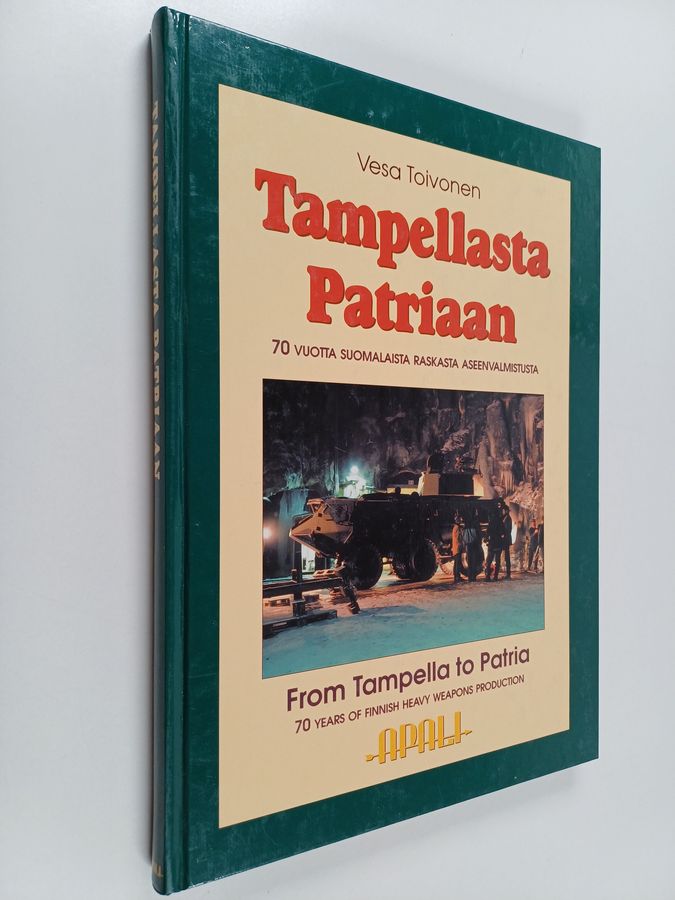 TAMPELLASTA PATRIAAN
Vesa Toivonen
Tampellasta
Patriaan
70 VUOTTA SUOMALAISTA RASKASTA ASEENVALMISTUSTA
From Tampella to Patria
70 YEARS OF FINNISH HEAVY WEAPONS PRODUCTION
APALI